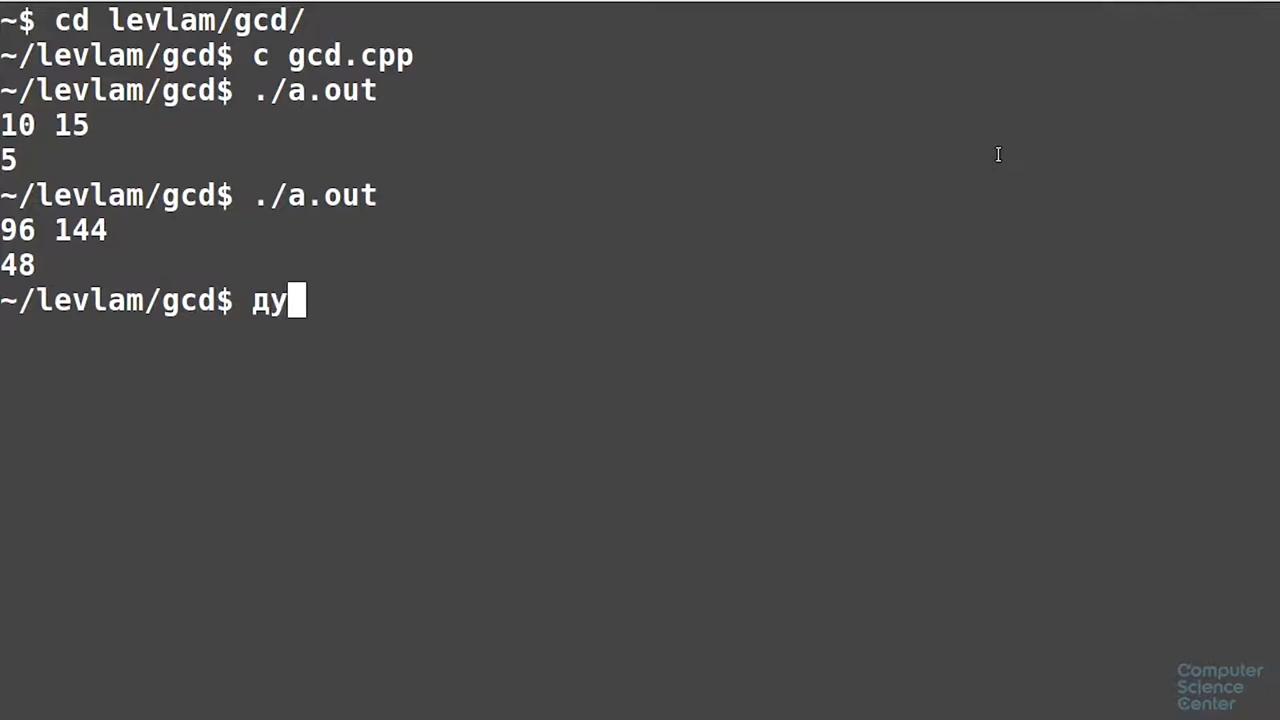 ~$ cd levlam/gcd/
~/levlam/gcd$ c gcd.cpp
~/levlam/gcd$ ./a.out
10 15
5
~/levlam/gcd$ ./a.out
96 144
48
~/levlam/gcd$ ду
Computer
Science
Center